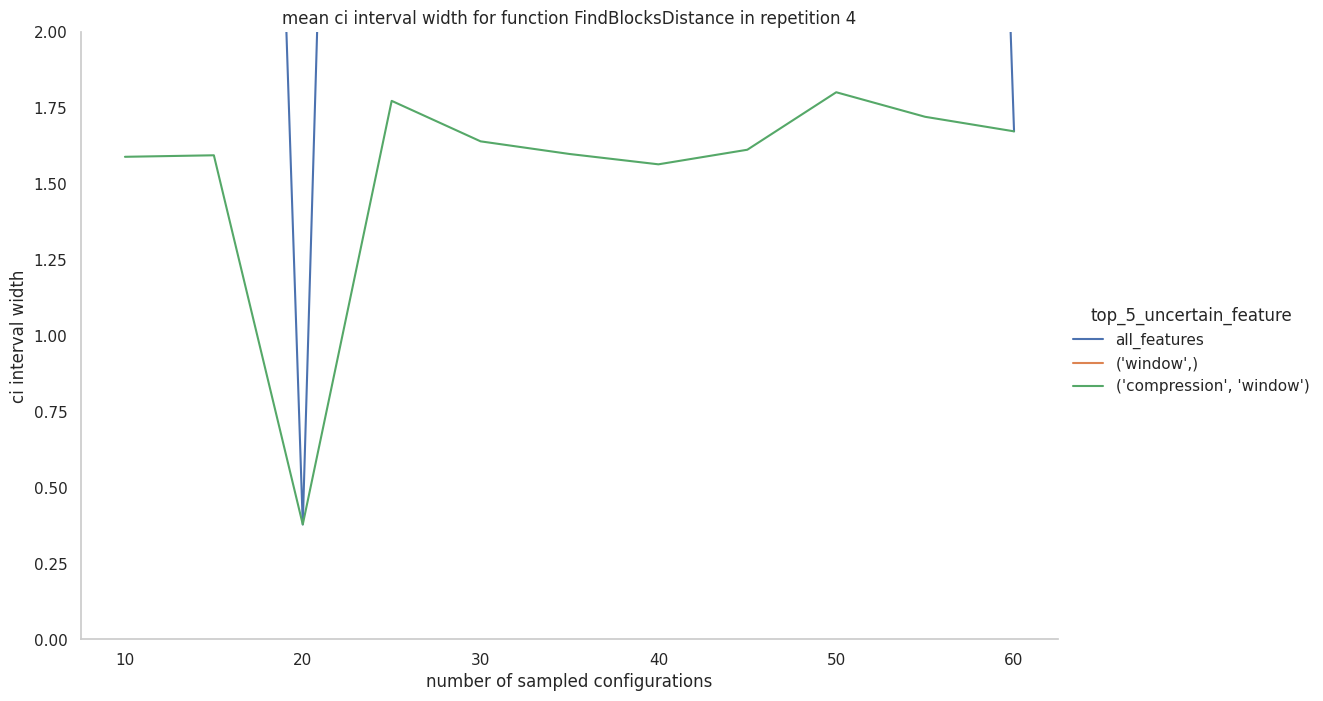 mean ci interval width for function FindBlocksDistance in repetition 4
2.00
1.75
1.50
1.25
1.00
0.75
0.50
0.25
0.00
ci interval width
10
20
30
40
50
60
number of sampled configurations
top_5_uncertain_feature
all_features
('window',)
('compression', 'window')